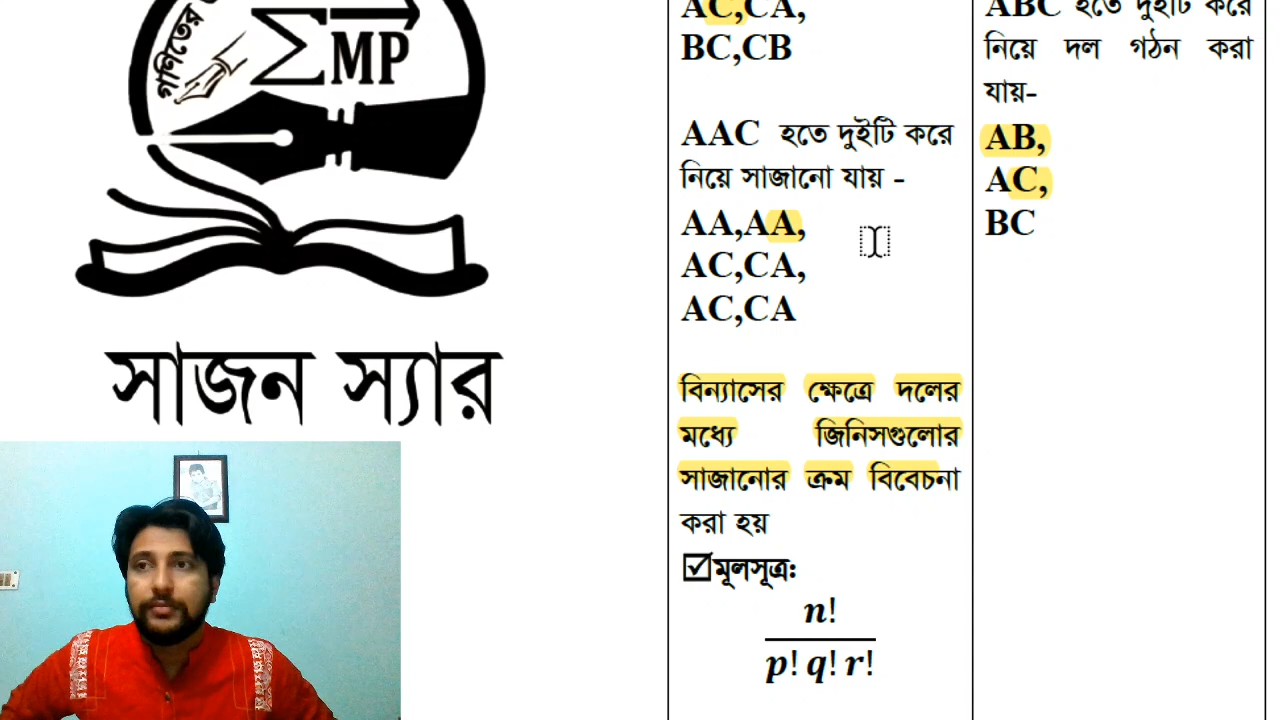 গণিতের
ΣMP
সাজন স্যার
AC,CA,
BC,CB
AAC হতে দুইটি করে
নিয়ে সাজানো যায় -
AA,AA,
AC,CA,
AC,CA
বিন্যাসের ক্ষেত্রে দলের
মধ্যে জিনিসগুলোর
সাজানোর ক্রম বিবেচনা
করা হয়
☑মূলসূত্র:
n!
p! q! r!
ABC হতে দুইটি করে
নিয়ে দল গঠন করা
যায়-
AB,
AC,
BC